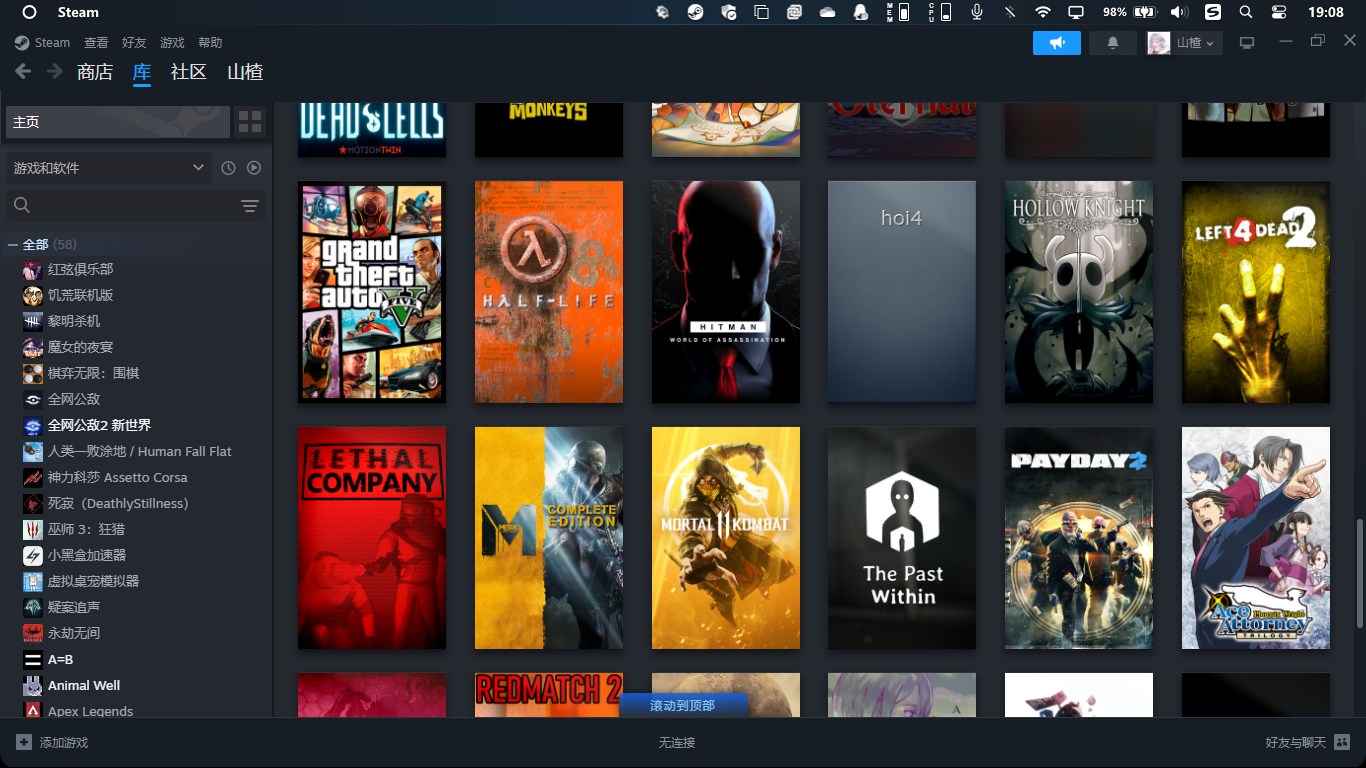 Steam
MEM
CPU
98%
19:08
Steam 查看 好友 游戏 帮助
山楂
商店 库 社区 山楂
主页
游戏和软件
全部 (58)
红弦俱乐部
饥荒联机版
黎明杀机
魔女的夜宴
棋弈无限：围棋
全网公敌
全网公敌2 新世界
人类一败涂地 / Human Fall Flat
神力科莎 Assetto Corsa
死寂（DeathlyStillness）
巫师 3：狂猎
小黑盒加速器
虚拟桌宠模拟器
疑案追声
永劫无间
A=B
Animal Well
Apex Legends
DEAD CELLS
MOTIONTWIN
MONKEYS
Eternal
grand
theft
auto
V
FIVE
HALF-LIFE
HITMAN
WORLD OF ASSASSINATION
hoi4
HOLLOW KNIGHT
LEFT 4 DEAD 2
LETHAL
COMPANY
METRO
COMPLETE
EDITION
MORTAL KOMBAT
11
The Past
Within
PAYDAY 2
Phoenix Wright
Ace
Attorney
TRILOGY
REDMATCH 2
滚动到顶部
添加游戏
无连接
好友与聊天